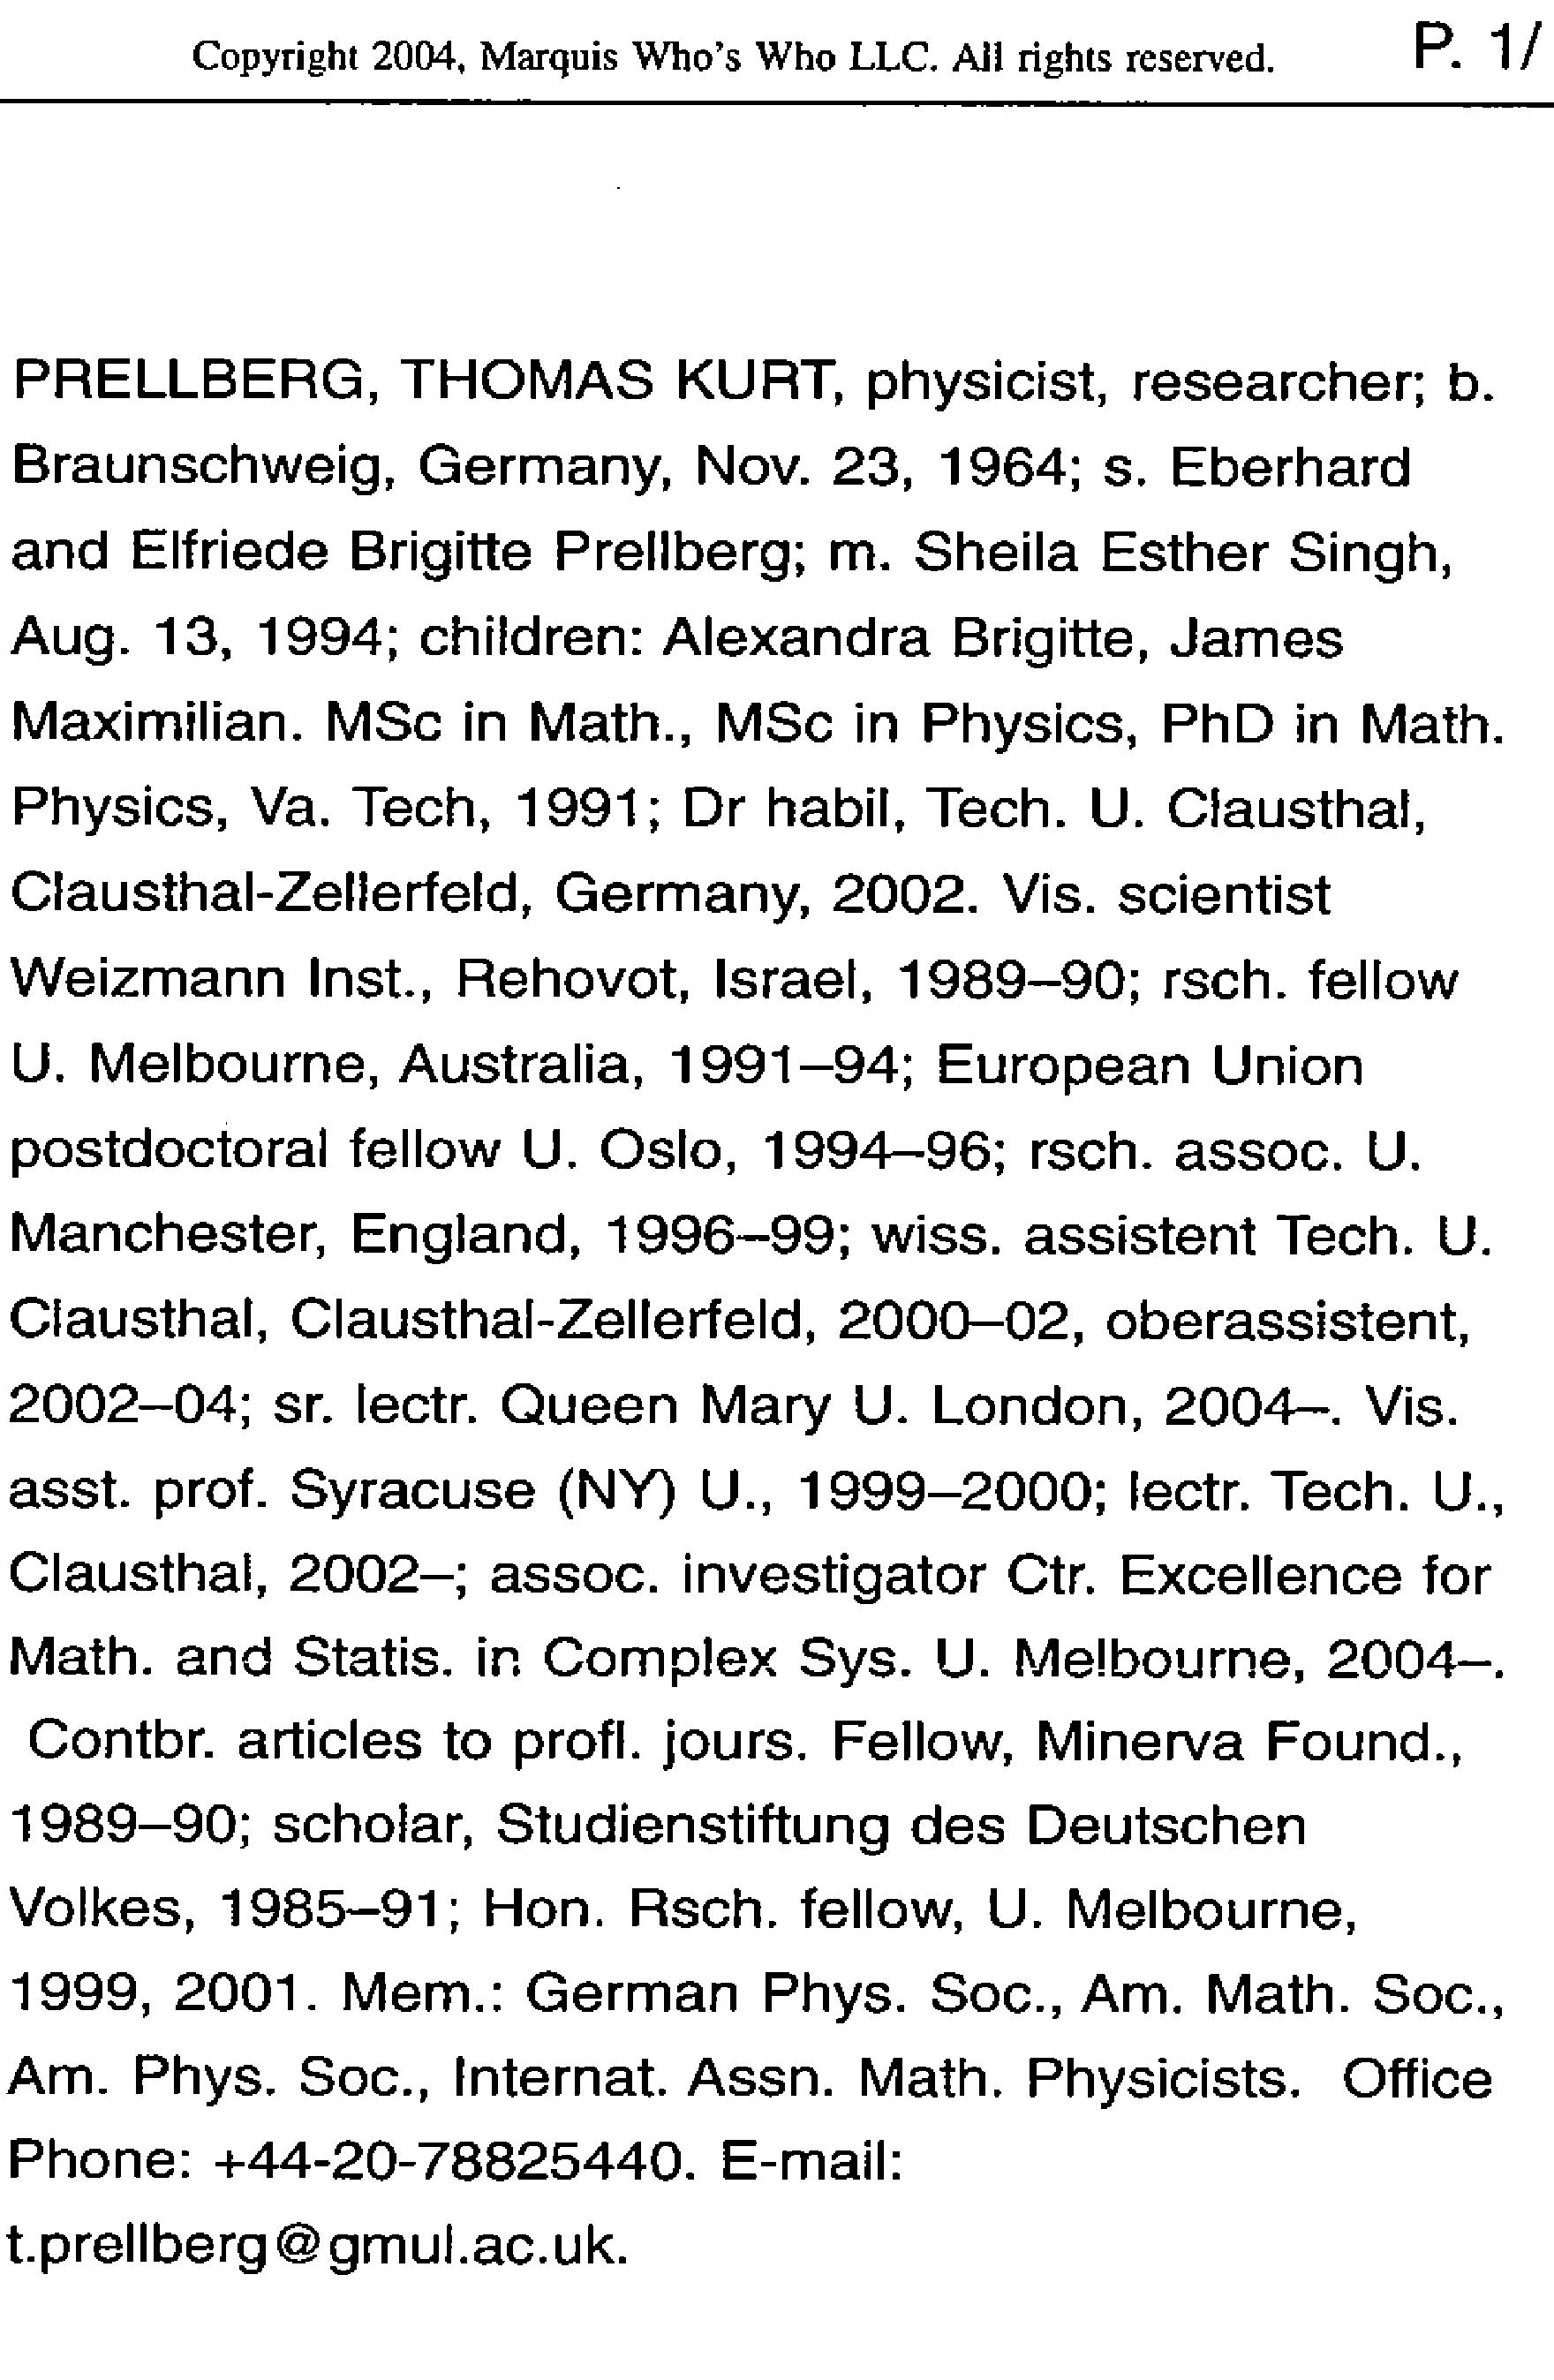 Copyright 2004, Marquis Who's Who LLC. All rights reserved. P. 1/
PRELLBERG, THOMAS KURT, physicist, researcher; b.
Braunschweig, Germany, Nov. 23, 1964; s. Eberhard
and Elfriede Brigitte Prellberg; m. Sheila Esther Singh,
Aug. 13, 1994; children: Alexandra Brigitte, James
Maximilian. MSc in Math., MSc in Physics, PhD in Math.
Physics, Va. Tech, 1991; Dr habil, Tech. U. Clausthal,
Clausthal-Zellerfeld, Germany, 2002. Vis. scientist
Weizmann Inst., Rehovot, Israel, 1989–90; rsch. fellow
U. Melbourne, Australia, 1991–94; European Union
postdoctoral fellow U. Oslo, 1994–96; rsch. assoc. U.
Manchester, England, 1996–99; wiss. assistent Tech. U.
Clausthal, Clausthal-Zellerfeld, 2000–02, oberassistent,
2002–04; sr. lectr. Queen Mary U. London, 2004–. Vis.
asst. prof. Syracuse (NY) U., 1999–2000; lectr. Tech. U.,
Clausthal, 2002–; assoc. investigator Ctr. Excellence for
Math. and Statis. in Complex Sys. U. Melbourne, 2004–.
Contbr. articles to profl. jours. Fellow, Minerva Found.,
1989–90; scholar, Studienstiftung des Deutschen
Volkes, 1985–91; Hon. Rsch. fellow, U. Melbourne,
1999, 2001. Mem.: German Phys. Soc., Am. Math. Soc.,
Am. Phys. Soc., Internat. Assn. Math. Physicists. Office
Phone: +44-20-78825440. E-mail:
t.prellberg@gmul.ac.uk.